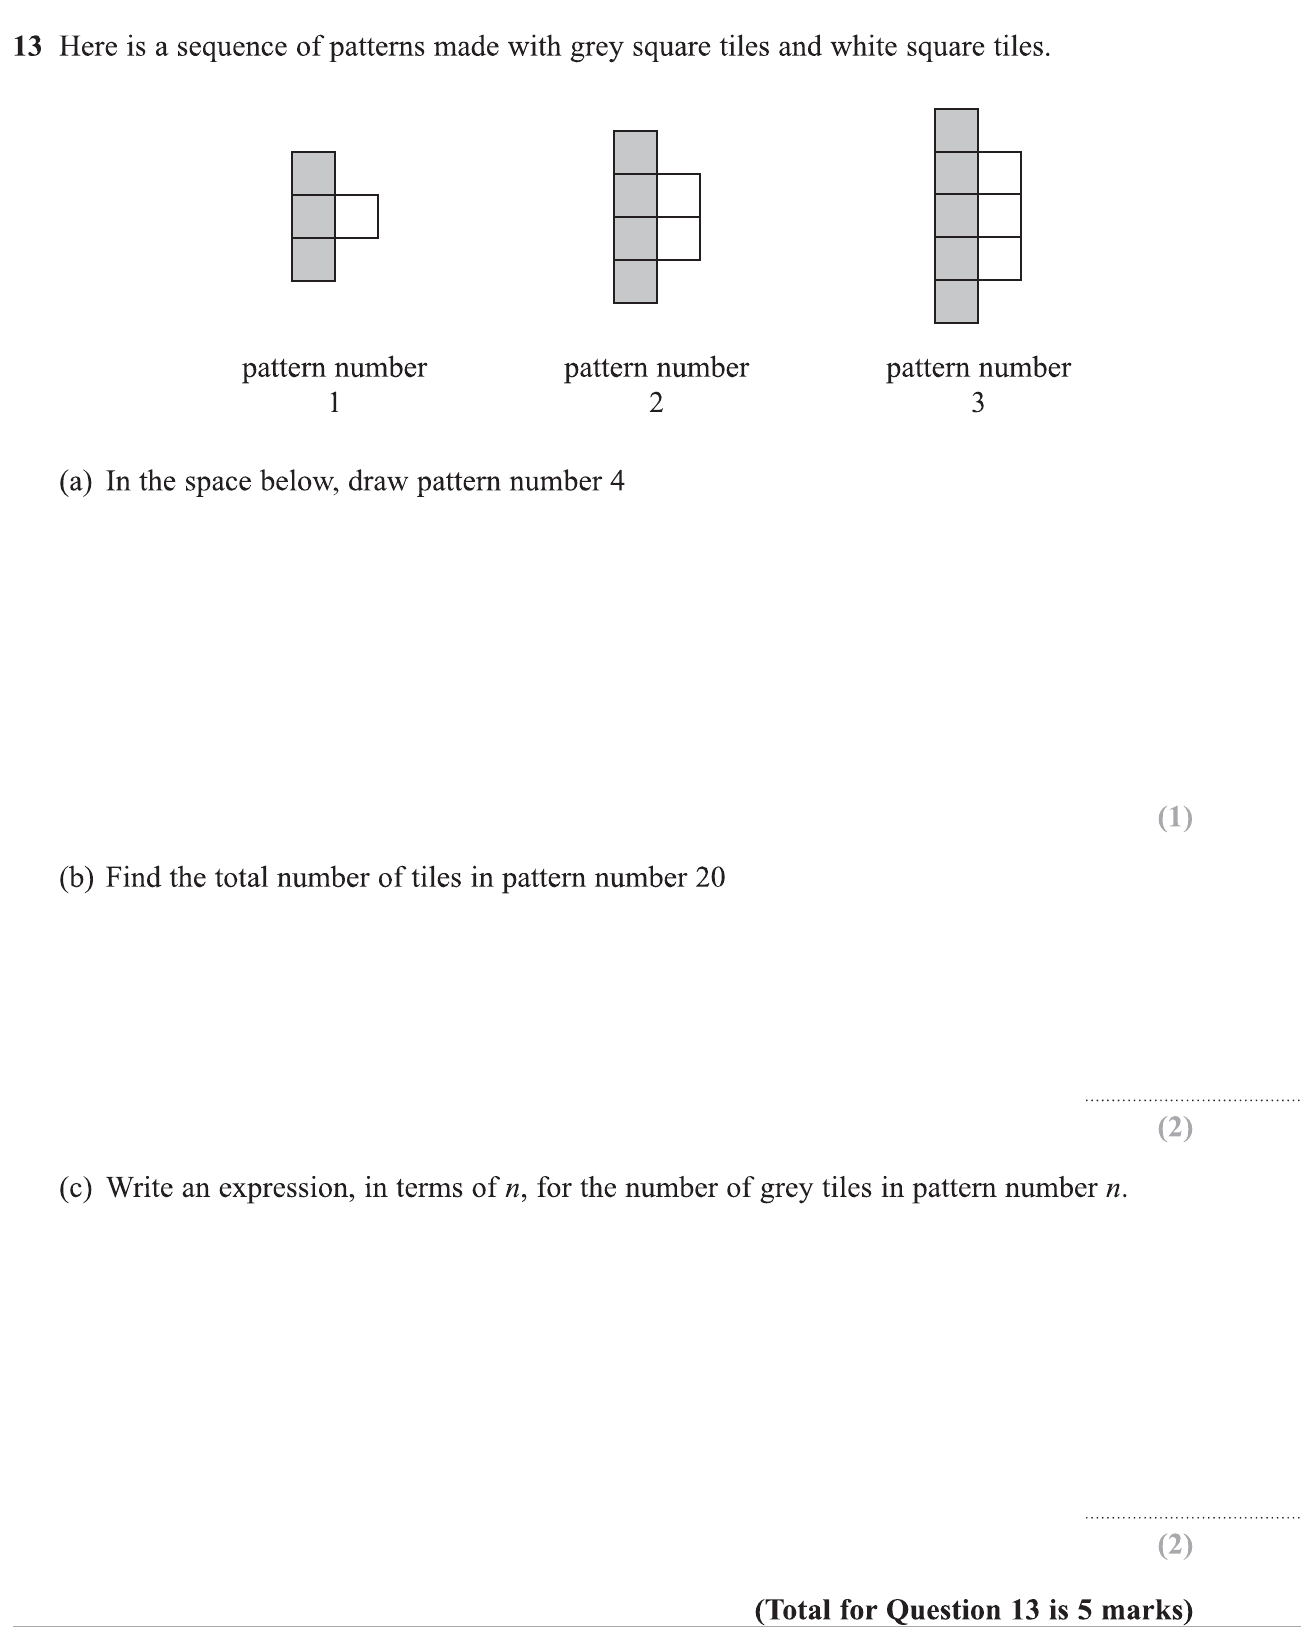 13 Here is a sequence of patterns made with grey square tiles and white square tiles.
pattern number pattern number pattern number
1 2 3
(a) In the space below, draw pattern number 4
(1)
(b) Find the total number of tiles in pattern number 20
(2)
(c) Write an expression, in terms of n, for the number of grey tiles in pattern number n.
(2)
(Total for Question 13 is 5 marks)